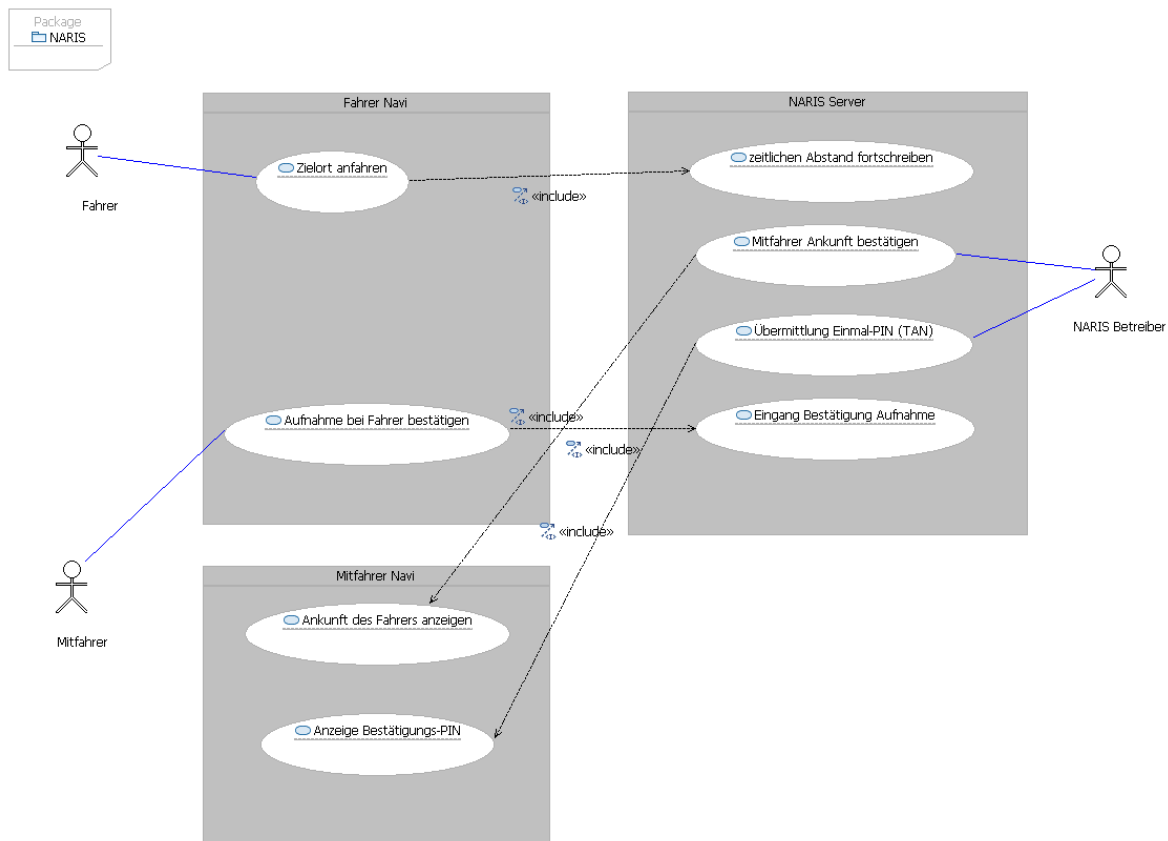 Package
NARIS
Fahrer Navi
NARIS Server
Zielort anfahren
zeitlichen Abstand fortschreiben
«include»
Fahrer
Mitfahrer Ankunft bestätigen
NARIS Betreiber
Übermittlung Einmal-PIN (TAN)
Aufnahme bei Fahrer bestätigen
«include»
Eingang Bestätigung Aufnahme
«include»
«include»
Mitfahrer Navi
Ankunft des Fahrers anzeigen
Mitfahrer
Anzeige Bestätigungs-PIN